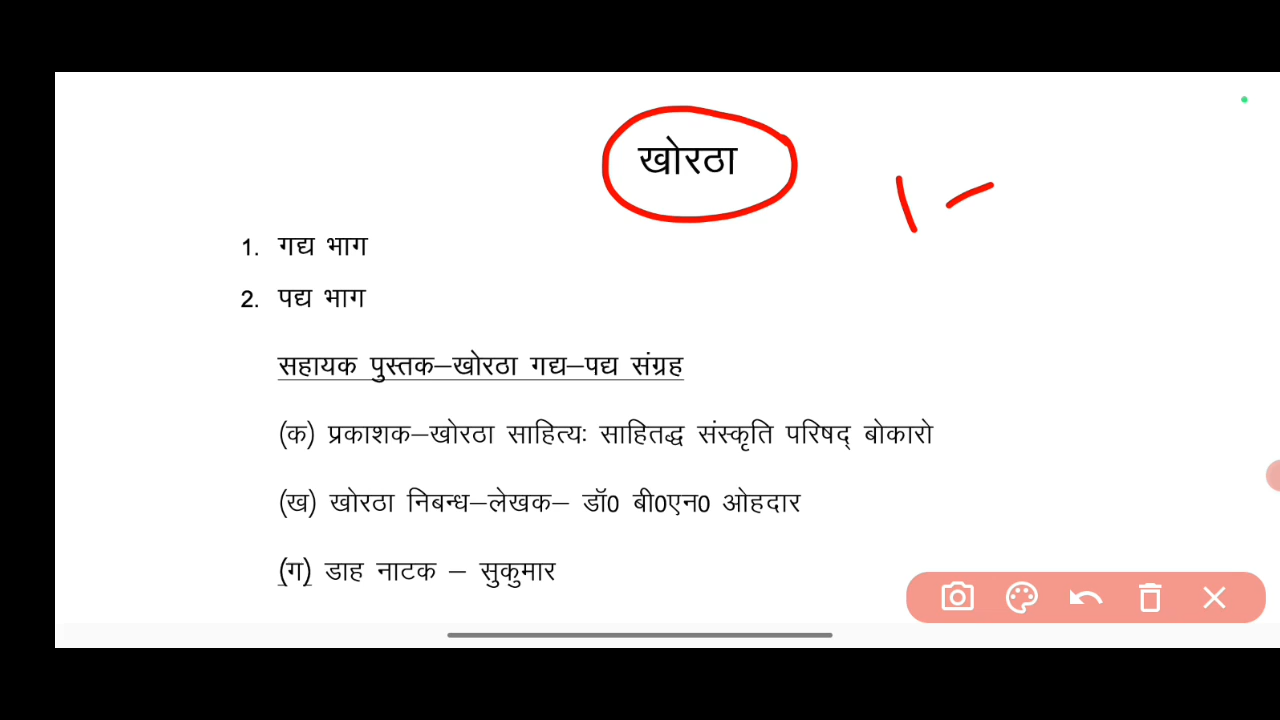 खोरठा
1. गद्य भाग
2. पद्य भाग
सहायक पुस्तक–खोरठा गद्य–पद्य संग्रह
(क) प्रकाशक–खोरठा साहित्यः साहितद्ध संस्कृति परिषद् बोकारो
(ख) खोरठा निबन्ध–लेखक– डॉ0 बी0एन0 ओहदार
(ग) डाह नाटक – सुकुमार